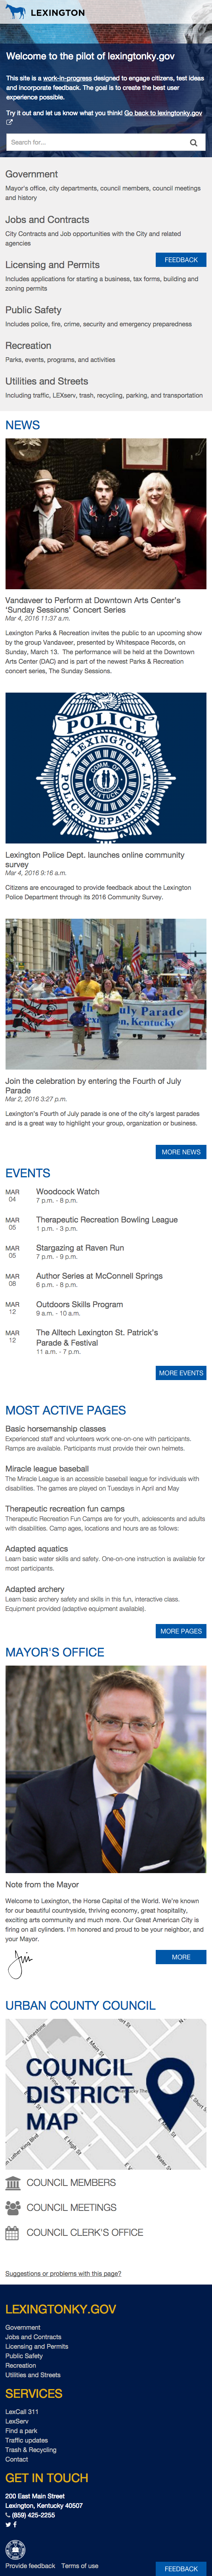 LEXINGTON
Welcome to the pilot of lexingtonky.gov
This site is a work-in-progress designed to engage citizens, test ideas
and incorporate feedback. The goal is to create the best user
experience possible.
Try it out and let us know what you think! Go back to lexingtonky.gov
Search for...
Government
Mayor's office, city departments, council members, council meetings
and history
Jobs and Contracts
City Contracts and Job opportunities with the City and related
agencies
FEEDBACK
Licensing and Permits
Includes applications for starting a business, tax forms, building and
zoning permits
Public Safety
Includes police, fire, crime, security and emergency preparedness
Recreation
Parks, events, programs, and activities
Utilities and Streets
Including traffic, LEXserv, trash, recycling, parking, and transportation
NEWS
Vandaveer to Perform at Downtown Arts Center's
'Sunday Sessions' Concert Series
Mar 4, 2016 11:37 a.m.
Lexington Parks & Recreation invites the public to an upcoming show
by the group Vandaveer, presented by Whitespace Records, on
Sunday, March 13. The performance will be held at the Downtown
Arts Center (DAC) and is part of the newest Parks & Recreation
concert series, The Sunday Sessions.
POLICE
LEXINGTON
POLICE DEPARTMENT
Lexington Police Dept. launches online community
survey
Mar 4, 2016 9:16 a.m.
Citizens are encouraged to provide feedback about the Lexington
Police Department through its 2016 Community Survey.
July Parade
Kentucky
Join the celebration by entering the Fourth of July
Parade
Mar 2, 2016 3:27 p.m.
Lexington's Fourth of July parade is one of the city's largest parades
and is a great way to highlight your group, organization or business.
MORE NEWS
EVENTS
MAR
04
Woodcock Watch
7 p.m. - 8 p.m.
MAR
05
Therapeutic Recreation Bowling League
1 p.m. - 3 p.m.
MAR
05
Stargazing at Raven Run
7 p.m. - 9 p.m.
MAR
08
Author Series at McConnell Springs
6 p.m. - 8 p.m.
MAR
12
Outdoors Skills Program
9 a.m. - 10 a.m.
MAR
12
The Alltech Lexington St. Patrick's
Parade & Festival
11 a.m. - 7 p.m.
MORE EVENTS
MOST ACTIVE PAGES
Basic horsemanship classes
Experienced staff and volunteers work one-on-one with participants.
Ramps are available. Participants must provide their own helmets.
Miracle league baseball
The Miracle League is an accessible baseball league for individuals with
disabilities. The games are played on Tuesdays in April and May
Therapeutic recreation fun camps
Therapeutic Recreation Fun Camps are for youth, adolescents and adults
with disabilities. Camp ages, locations and hours are as follows:
Adapted aquatics
Learn basic water skills and safety. One-on-one instruction is available for
most participants.
Adapted archery
Learn basic archery safety and skills in this fun, interactive class.
Equipment provided (adaptive equipment available).
MORE PAGES
MAYOR'S OFFICE
Note from the Mayor
Welcome to Lexington, the Horse Capital of the World. We're known
for our beautiful countryside, thriving economy, great hospitality,
exciting arts community and much more. Our Great American City is
firing on all cylinders. I'm honored and proud to be your neighbor, and
your Mayor.
Jim
MORE
URBAN COUNTY COUNCIL
S Limestone
E Main St
E High St
Water St
COUNCIL
DISTRICT
MAP
COUNCIL MEMBERS
COUNCIL MEETINGS
COUNCIL CLERK'S OFFICE
Suggestions or problems with this page?
LEXINGTONKY.GOV
Government
Jobs and Contracts
Licensing and Permits
Public Safety
Recreation
Utilities and Streets
SERVICES
LexCall 311
LexServ
Find a park
Traffic updates
Trash & Recycling
Contact
GET IN TOUCH
200 East Main Street
Lexington, Kentucky 40507
(859) 425-2255
Provide feedback Terms of use
FEEDBACK